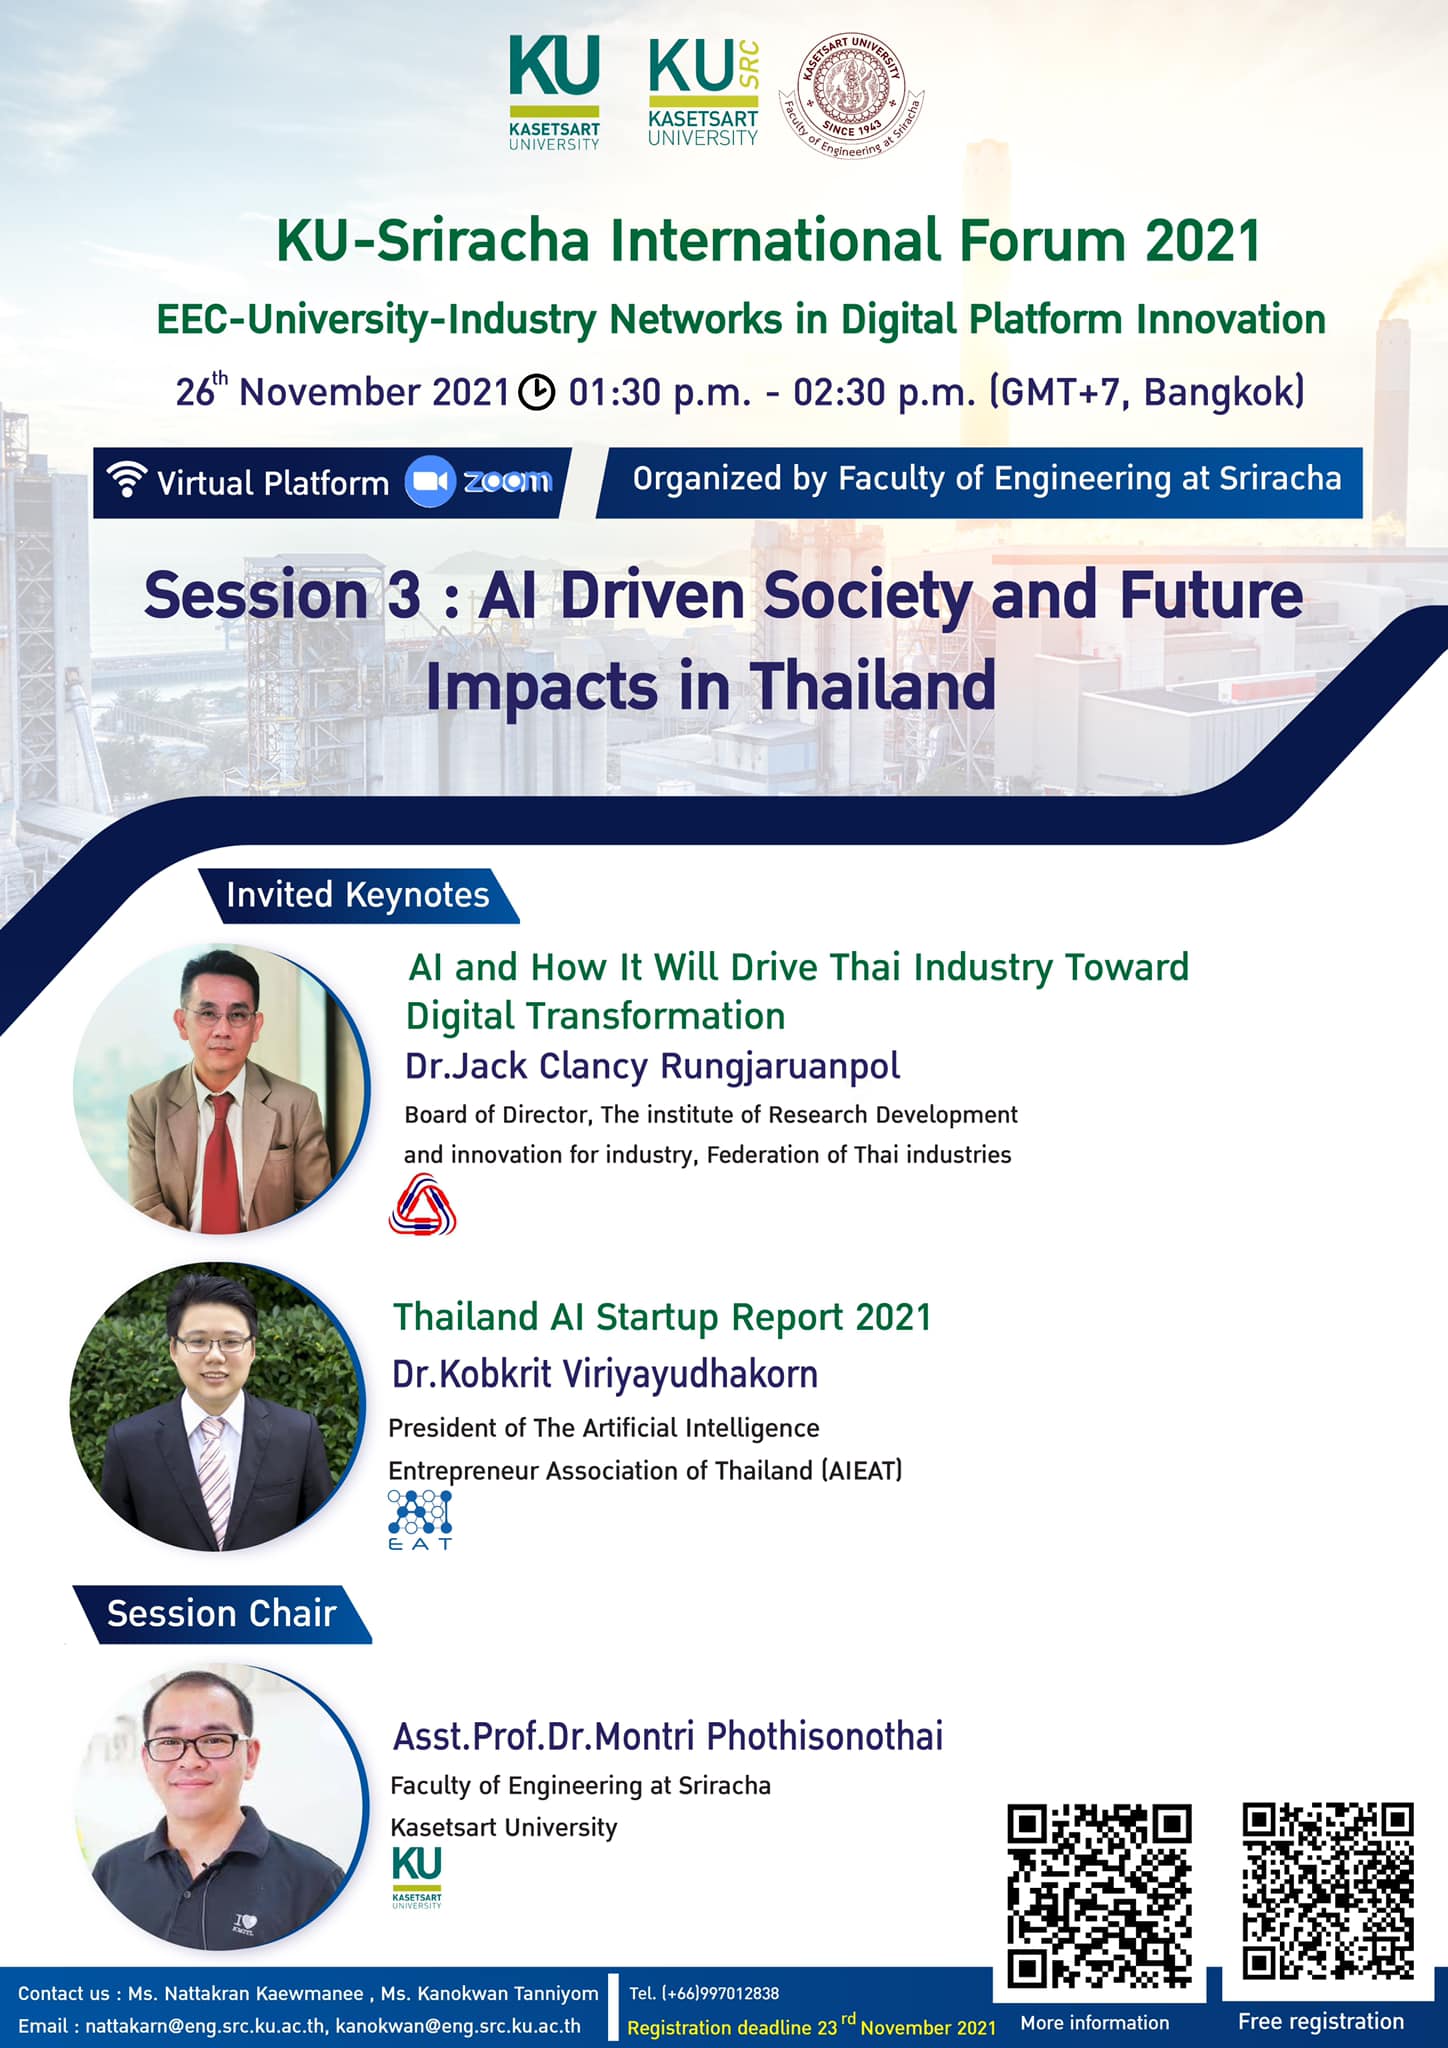 KU
KASETSART
UNIVERSITY
KU SRC
KASETSART
UNIVERSITY
KASETSART UNIVERSITY
SINCE 1943
Faculty of Engineering at Sriracha
KU-Sriracha International Forum 2021
EEC-University-Industry Networks in Digital Platform Innovation
26th November 2021 01:30 p.m. - 02:30 p.m. (GMT+7, Bangkok)
Virtual Platform zoom
Organized by Faculty of Engineering at Sriracha
Session 3 : AI Driven Society and Future
Impacts in Thailand
Invited Keynotes
AI and How It Will Drive Thai Industry Toward
Digital Transformation
Dr.Jack Clancy Rungjaruanpol
Board of Director, The institute of Research Development
and innovation for industry, Federation of Thai industries
Thailand AI Startup Report 2021
Dr.Kobkrit Viriyayudhakorn
President of The Artificial Intelligence
Entrepreneur Association of Thailand (AIEAT)
AI
EAT
Session Chair
Asst.Prof.Dr.Montri Phothisonothai
Faculty of Engineering at Sriracha
Kasetsart University
KU
KASETSART
UNIVERSITY
I
KMITL
Contact us : Ms. Nattakran Kaewmanee , Ms. Kanokwan Tanniyom
Email : nattakarn@eng.src.ku.ac.th, kanokwan@eng.src.ku.ac.th
Tel. (+66)997012838
Registration deadline 23 rd November 2021
More information
Free registration